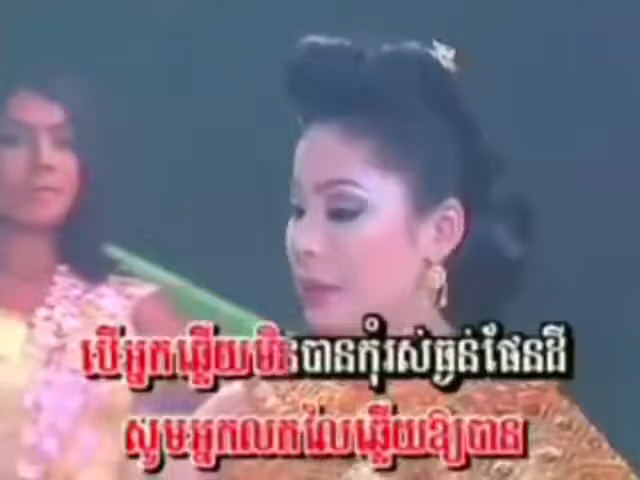 បើអ្នកឆ្លើយមិនបានកុំរស់ធ្ងន់ផែនដី
សូមអ្នកលកលៃឆ្លើយឱ្យបាន